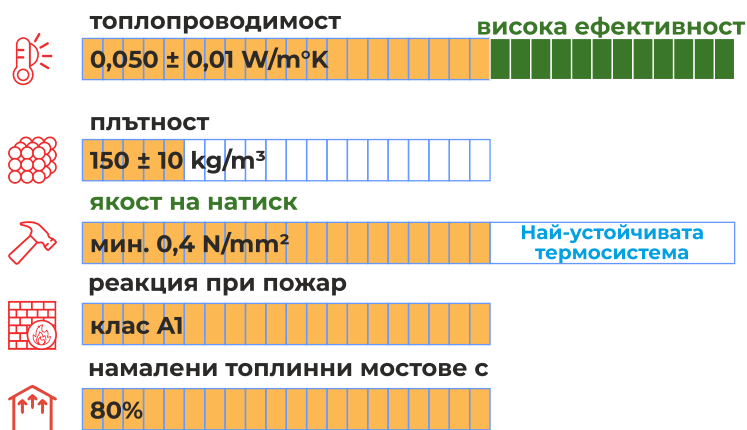 топлопроводимост
висока ефективност
0,050 ± 0,01 W/m°K
плътност
150 ± 10 kg/m³
якост на натиск
мин. 0,4 N/mm²
Най-устойчивата
термосистема
реакция при пожар
клас А1
намалени топлинни мостове с
80%